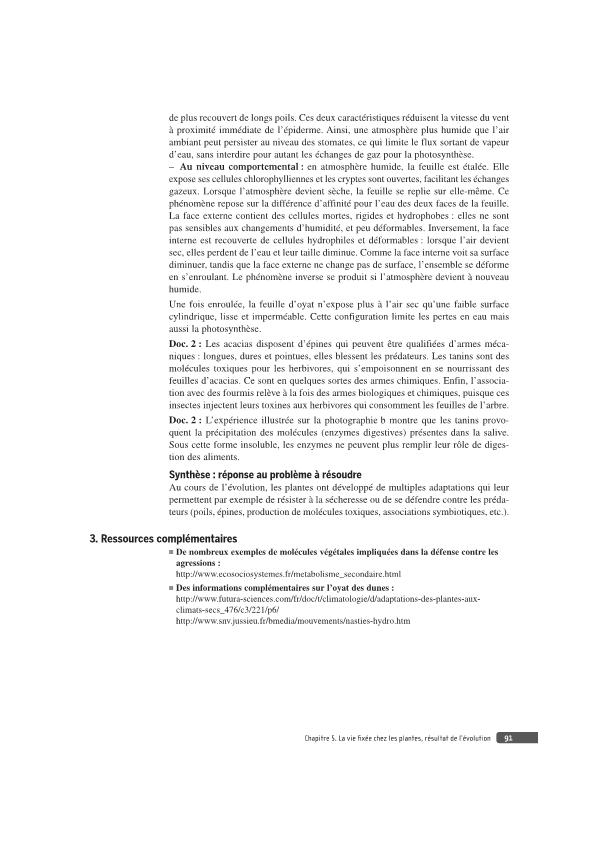 de plus recouvert de longs poils. Ces deux caractéristiques réduisent la vitesse du vent
à proximité immédiate de l'épiderme. Ainsi, une atmosphère plus humide que l'air
ambiant peut persister au niveau des stomates, ce qui limite le flux sortant de vapeur
d'eau, sans interdire pour autant les échanges de gaz pour la photosynthèse.
– Au niveau comportemental : en atmosphère humide, la feuille est étalée. Elle
expose ses cellules chlorophylliennes et les cryptes sont ouvertes, facilitant les échanges
gazeux. Lorsque l'atmosphère devient sèche, la feuille se replie sur elle-même. Ce
phénomène repose sur la différence d'affinité pour l'eau des deux faces de la feuille.
La face externe contient des cellules mortes, rigides et hydrophobes : elles ne sont
pas sensibles aux changements d'humidité, et peu déformables. Inversement, la face
interne est recouverte de cellules hydrophiles et déformables : lorsque l'air devient
sec, elles perdent de l'eau et leur taille diminue. Comme la face interne voit sa surface
diminuer, tandis que la face externe ne change pas de surface, l'ensemble se déforme
en s'enroulant. Le phénomène inverse se produit si l'atmosphère devient à nouveau
humide.
Une fois enroulée, la feuille d'oyat n'expose plus à l'air sec qu'une faible surface
cylindrique, lisse et imperméable. Cette configuration limite les pertes en eau mais
aussi la photosynthèse.
Doc. 2 : Les acacias disposent d'épines qui peuvent être qualifiées d'armes méca-
niques : longues, dures et pointues, elles blessent les prédateurs. Les tanins sont des
molécules toxiques pour les herbivores, qui s'empoisonnent en se nourrissant des
feuilles d'acacias. Ce sont en quelques sortes des armes chimiques. Enfin, l'associa-
tion avec des fourmis relève à la fois des armes biologiques et chimiques, puisque ces
insectes injectent leurs toxines aux herbivores qui consomment les feuilles de l'arbre.
Doc. 2 : L'expérience illustrée sur la photographie b montre que les tanins provo-
quent la précipitation des molécules (enzymes digestives) présentes dans la salive.
Sous cette forme insoluble, les enzymes ne peuvent plus remplir leur rôle de diges-
tion des aliments.
Synthèse : réponse au problème à résoudre
Au cours de l'évolution, les plantes ont développé de multiples adaptations qui leur
permettent par exemple de résister à la sécheresse ou de se défendre contre les préda-
teurs (poils, épines, production de molécules toxiques, associations symbiotiques, etc.).
3. Ressources complémentaires
■ De nombreux exemples de molécules végétales impliquées dans la défense contre les
agressions :
http://www.ecosociosystemes.fr/metabolisme_secondaire.html
■ Des informations complémentaires sur l'oyat des dunes :
http://www.futura-sciences.com/fr/doc/t/climatologie/d/adaptations-des-plantes-aux-
climats-secs_476/c3/221/p6/
http://www.snv.jussieu.fr/bmedia/mouvements/nasties-hydro.htm
Chapitre 5. La vie fixée chez les plantes, résultat de l'évolution 91